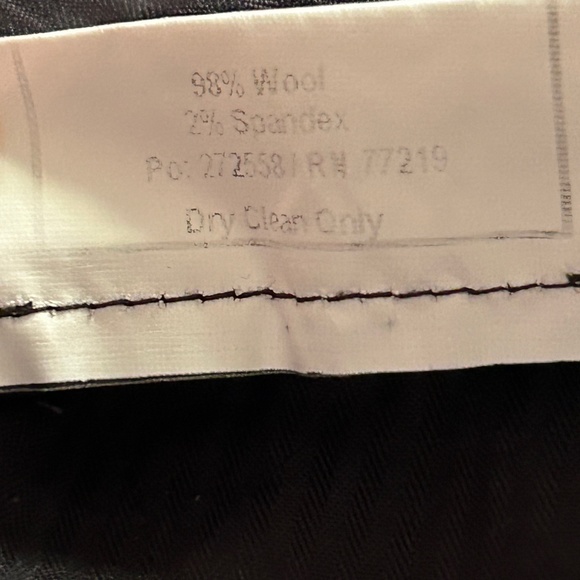 98% Wool
2% Spandex
Po: 272558 / RN 77219
Dry Clean Only